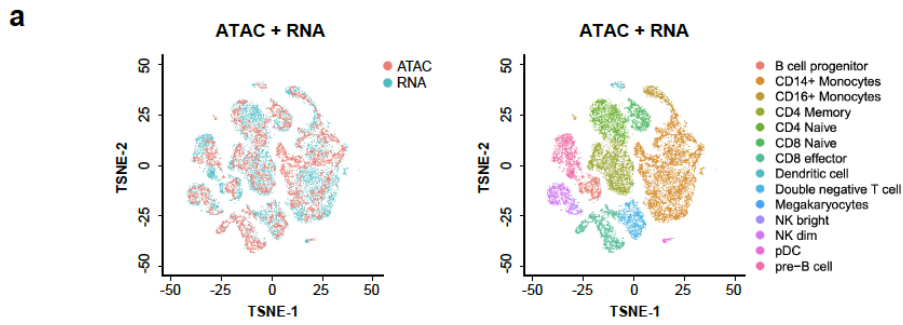 a
ATAC + RNA
ATAC + RNA
50
25
0
-25
-50
TSNE-2
-50 -25 0 25 50
TSNE-1
ATAC
RNA
50
25
0
-25
-50
TSNE-2
-50 -25 0 25 50
TSNE-1
B cell progenitor
CD14+ Monocytes
CD16+ Monocytes
CD4 Memory
CD4 Naive
CD8 Naive
CD8 effector
Dendritic cell
Double negative T cell
Megakaryocytes
NK bright
NK dim
pDC
pre−B cell